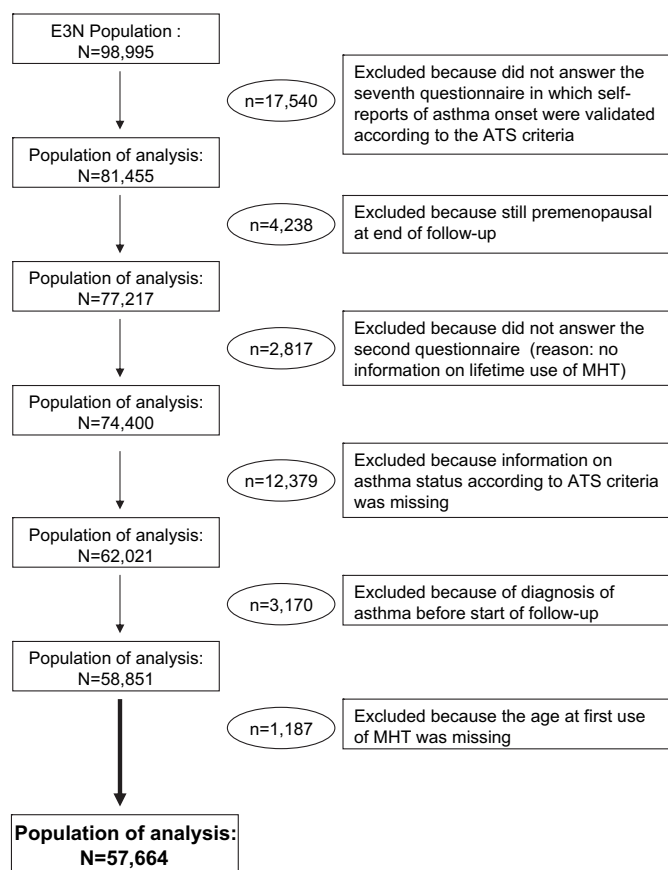 E3N Population :
N=98,995
n=17,540
Excluded because did not answer the
seventh questionnaire in which self-
reports of asthma onset were validated
according to the ATS criteria
Population of analysis:
N=81,455
n=4,238
Excluded because still premenopausal
at end of follow-up
Population of analysis:
N=77,217
n=2,817
Excluded because did not answer the
second questionnaire (reason: no
information on lifetime use of MHT)
Population of analysis:
N=74,400
n=12,379
Excluded because information on
asthma status according to ATS criteria
was missing
Population of analysis:
N=62,021
n=3,170
Excluded because of diagnosis of
asthma before start of follow-up
Population of analysis:
N=58,851
n=1,187
Excluded because the age at first use
of MHT was missing
Population of analysis:
N=57,664